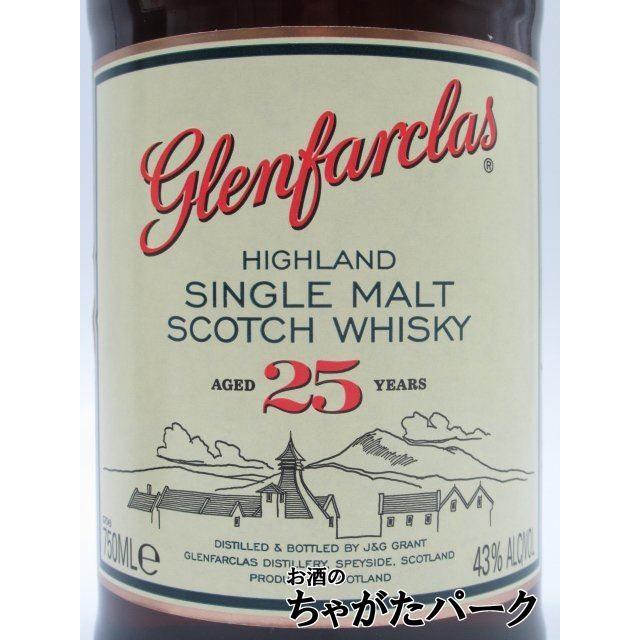 Glenfarclas®
HIGHLAND
SINGLE MALT
SCOTCH WHISKY
AGED 25 YEARS
750MLe
DISTILLED & BOTTLED BY J&G GRANT
GLENFARCLAS DISTILLERY, SPEYSIDE, SCOTLAND
43% ALC/VOL
お酒の
ちゃがたパーク